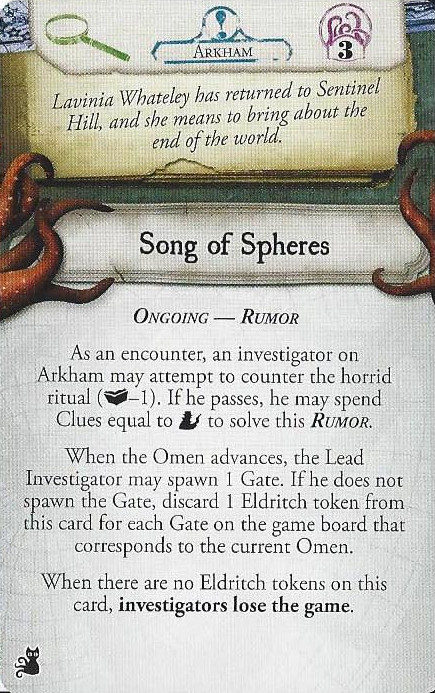 Arkham
3
Lavinia Whateley has returned to Sentinel
Hill, and she means to bring about the
end of the world.
Song of Spheres
Ongoing — Rumor
As an encounter, an investigator on
Arkham may attempt to counter the horrid
ritual ( –1). If he passes, he may spend
Clues equal to to solve this Rumor.
When the Omen advances, the Lead
Investigator may spawn 1 Gate. If he does not
spawn the Gate, discard 1 Eldritch token from
this card for each Gate on the game board that
corresponds to the current Omen.
When there are no Eldritch tokens on this
card, investigators lose the game.